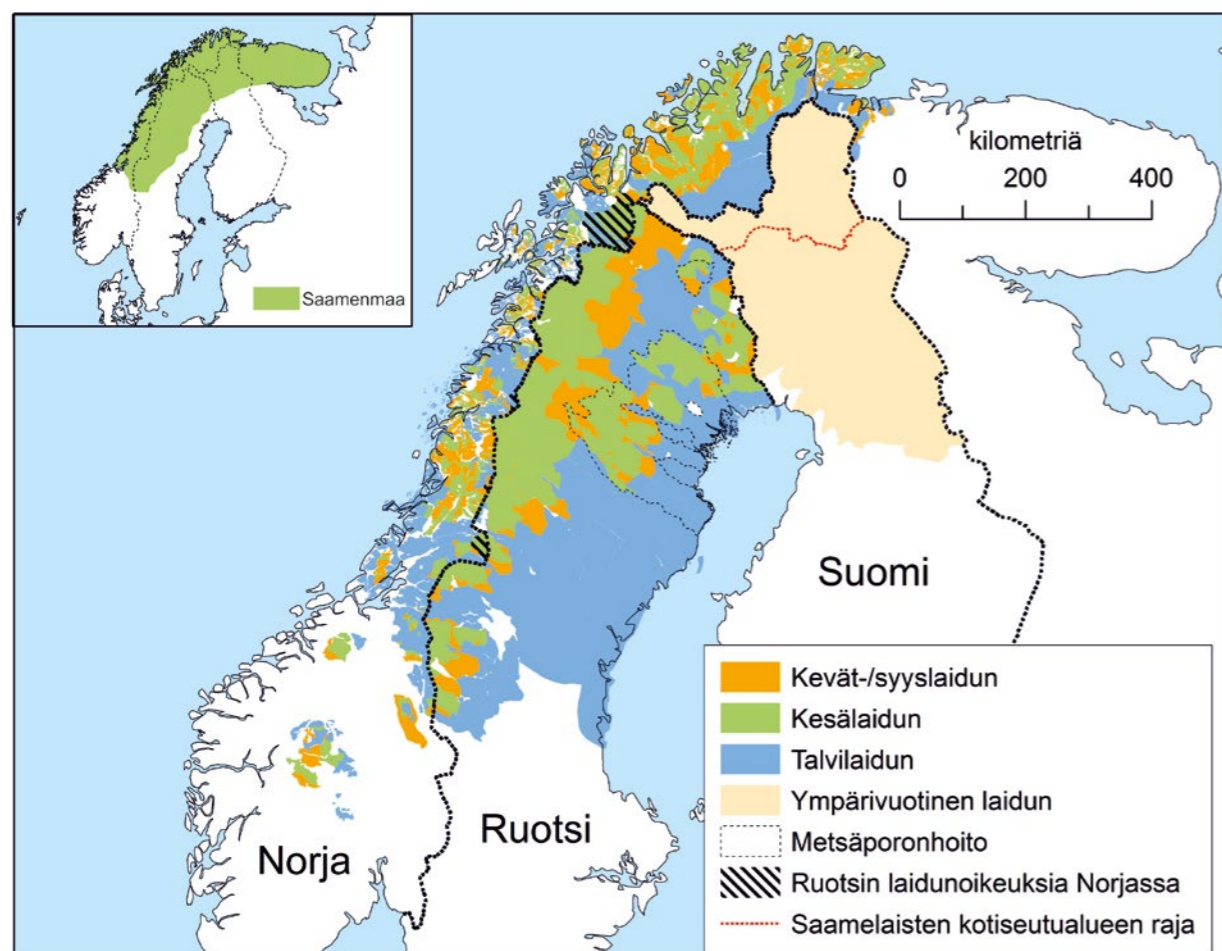 Saamenmaa
kilometriä
0 200 400
Suomi
Ruotsi
Norja
Kevät-/syyslaidun
Kesälaidun
Talvilaidun
Ympärivuotinen laidun
Metsäporonhoito
Ruotsin laidunoikeuksia Norjassa
Saamelaisten kotiseutualueen raja